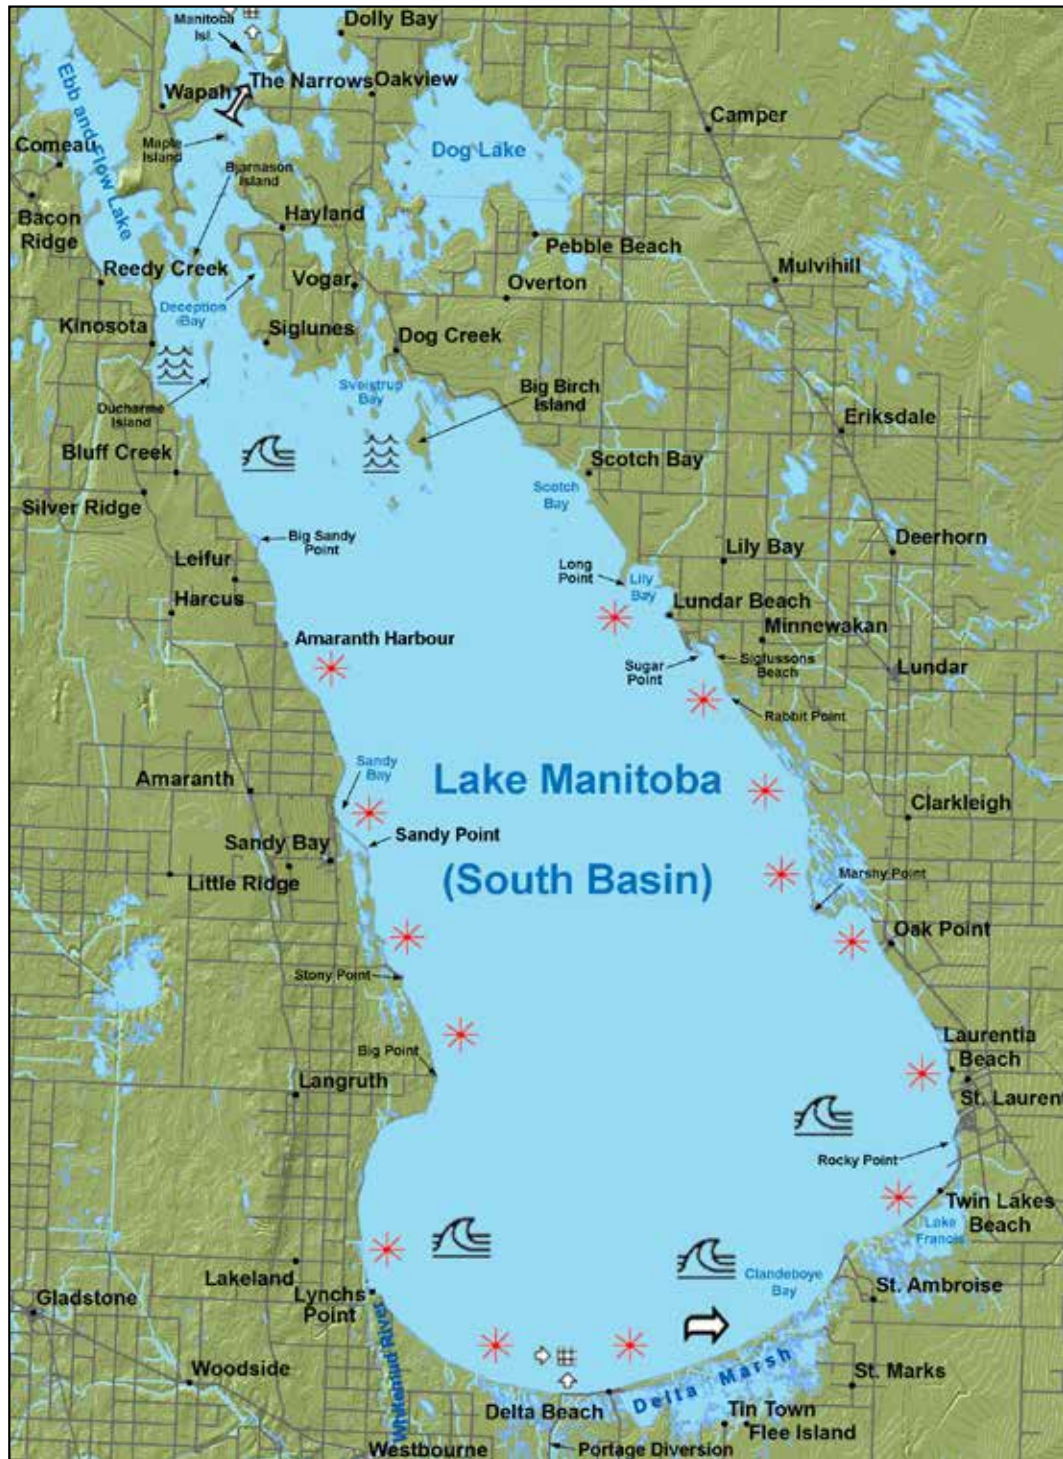 Dolly Bay
Manitoba
Isl.
The Narrows
Oakview
Wapah
Ebb and Flow Lake
Camper
Comeau
Maple
Island
Dog Lake
Bjarnason
Island
Bacon
Ridge
Hayland
Pebble Beach
Reedy Creek
Vogar
Mulvihill
Overton
Deception
Bay
Kinosota
Siglunes
Dog Creek
Sveistrup
Bay
Big Birch
Island
Ducharme
Island
Eriksdale
Bluff Creek
Scotch Bay
Silver Ridge
Scotch
Bay
Big Sandy
Point
Deerhorn
Leifur
Long
Point
Lily
Bay
Lily Bay
Harcus
Lundar Beach
Minnewakan
Amaranth Harbour
Sugar
Point
Sigfussons
Beach
Lundar
Rabbit Point
Sandy
Bay
Amaranth
Lake Manitoba
Clarkleigh
Sandy Bay
Sandy Point
Little Ridge
(South Basin)
Marshy Point
Oak Point
Stony Point
Laurentia
Beach
Big Point
Langruth
St. Laurent
Rocky Point
Twin Lakes
Beach
Lake
Francis
Lakeland
Lynchs
Point
Clandeboye
Bay
St. Ambroise
Gladstone
Whitemud River
Woodside
Delta Marsh
St. Marks
Delta Beach
Tin Town
Flee Island
Westbourne
Portage Diversion